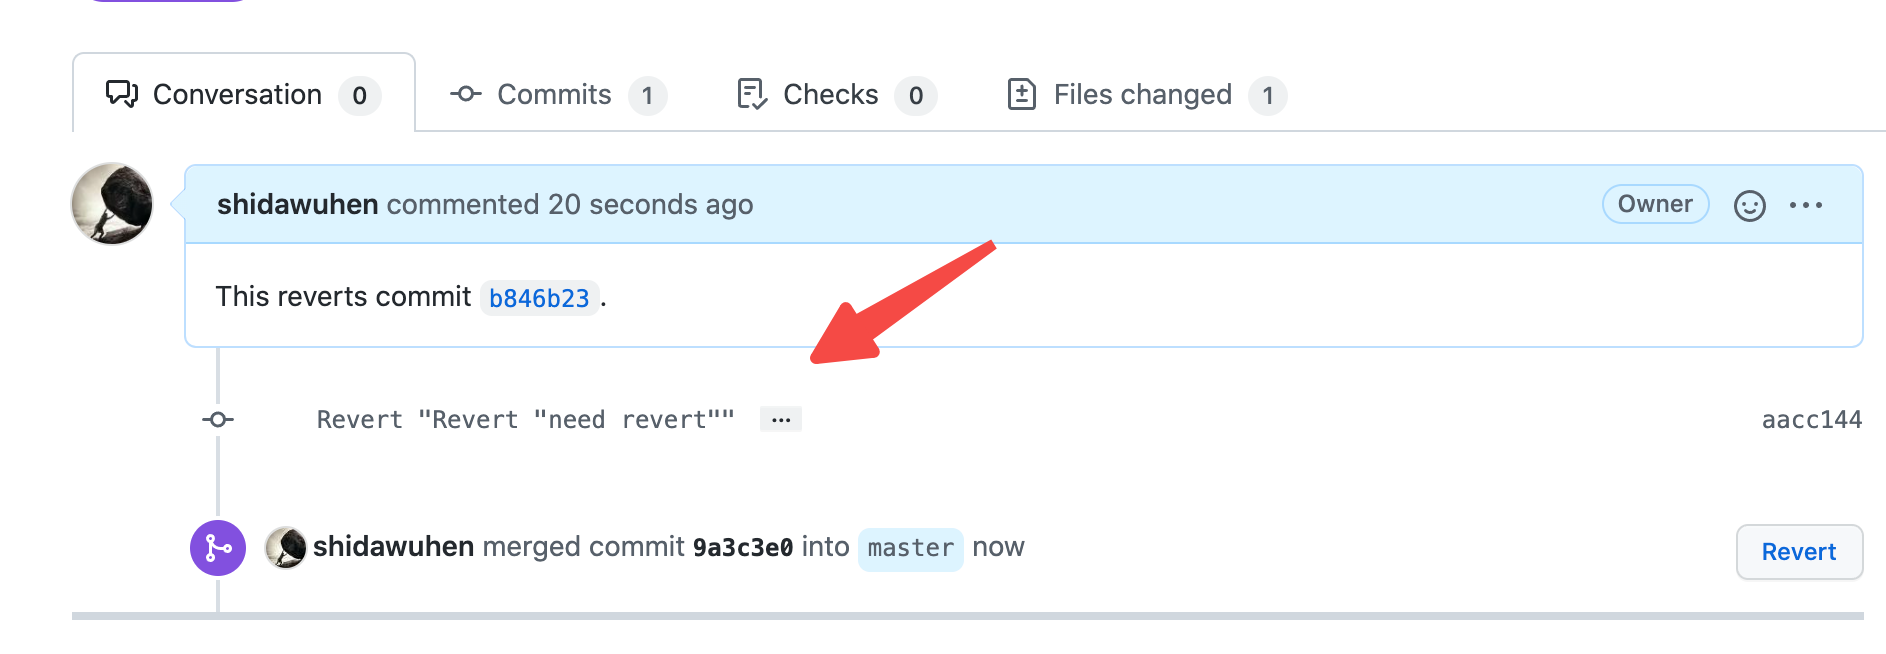 Conversation 0 Commits 1 Checks 0 Files changed 1
shidawuhen commented 20 seconds ago Owner
This reverts commit b846b23.
Revert "Revert "need revert"" ... aacc144
shidawuhen merged commit 9a3c3e0 into master now Revert